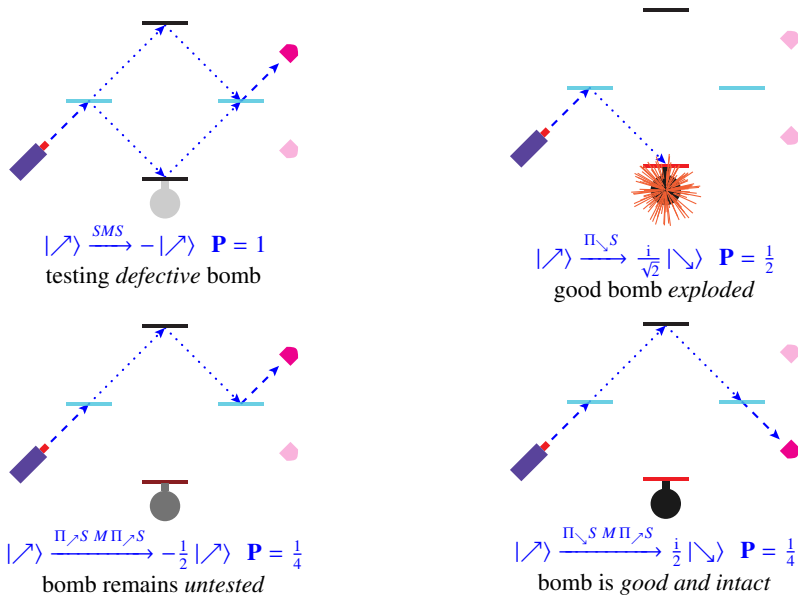 |↗⟩ —SMS→ −|↗⟩ P = 1
testing defective bomb
|↗⟩ —Π↘S→ i/√2 |↘⟩ P = 1/2
good bomb exploded
|↗⟩ —Π↗S M Π↗S→ −1/2 |↗⟩ P = 1/4
bomb remains untested
|↗⟩ —Π↘S M Π↗S→ i/2 |↘⟩ P = 1/4
bomb is good and intact